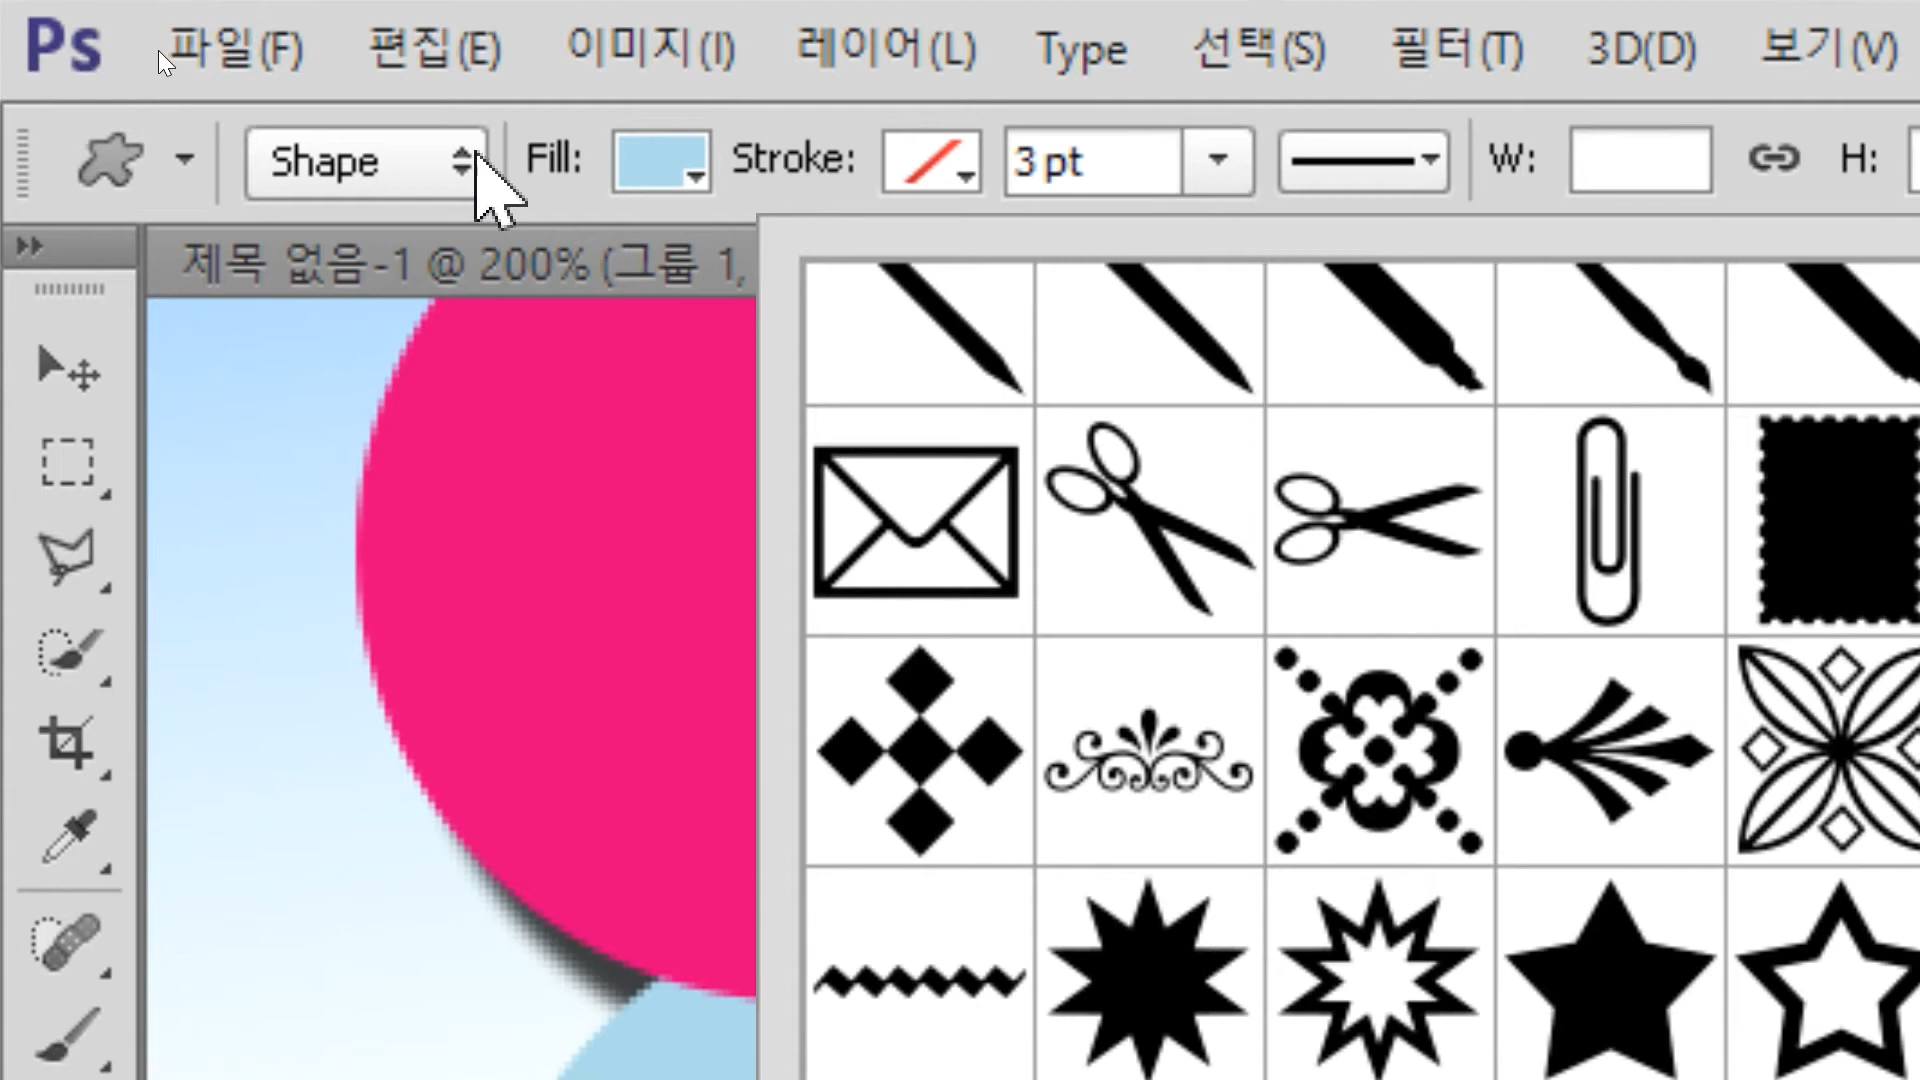 Ps 파일(F) 편집(E) 이미지(I) 레이어(L) Type 선택(S) 필터(T) 3D(D) 보기(V)
Shape Fill: Stroke: 3 pt W: H:
제목 없음-1 @ 200% (그룹 1,